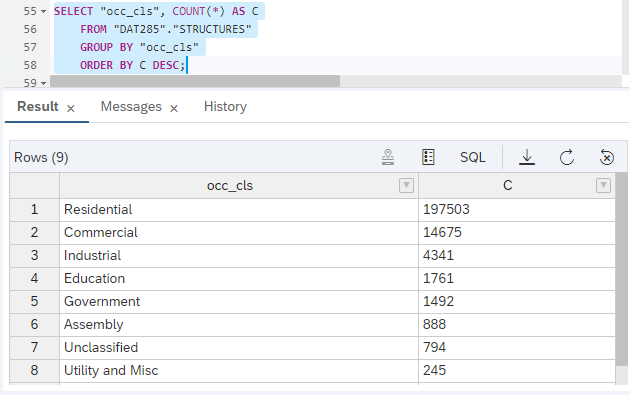 55 SELECT "occ_cls", COUNT(*) AS C
56 FROM "DAT285"."STRUCTURES"
57 GROUP BY "occ_cls"
58 ORDER BY C DESC;
59
Result × Messages × History
Rows (9) SQL
occ_cls C
1 Residential 197503
2 Commercial 14675
3 Industrial 4341
4 Education 1761
5 Government 1492
6 Assembly 888
7 Unclassified 794
8 Utility and Misc 245